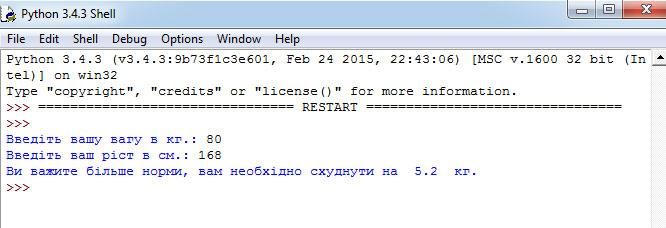 Python 3.4.3 Shell
File Edit Shell Debug Options Window Help
Python 3.4.3 (v3.4.3:9b73f1c3e601, Feb 24 2015, 22:43:06) [MSC v.1600 32 bit (In
tel)] on win32
Type "copyright", "credits" or "license()" for more information.
>>> ================================ RESTART ================================
>>>
Введіть вашу вагу в кг.: 80
Введіть ваш ріст в см.: 168
Ви важите більше норми, вам необхідно схуднути на  5.2  кг.
>>>